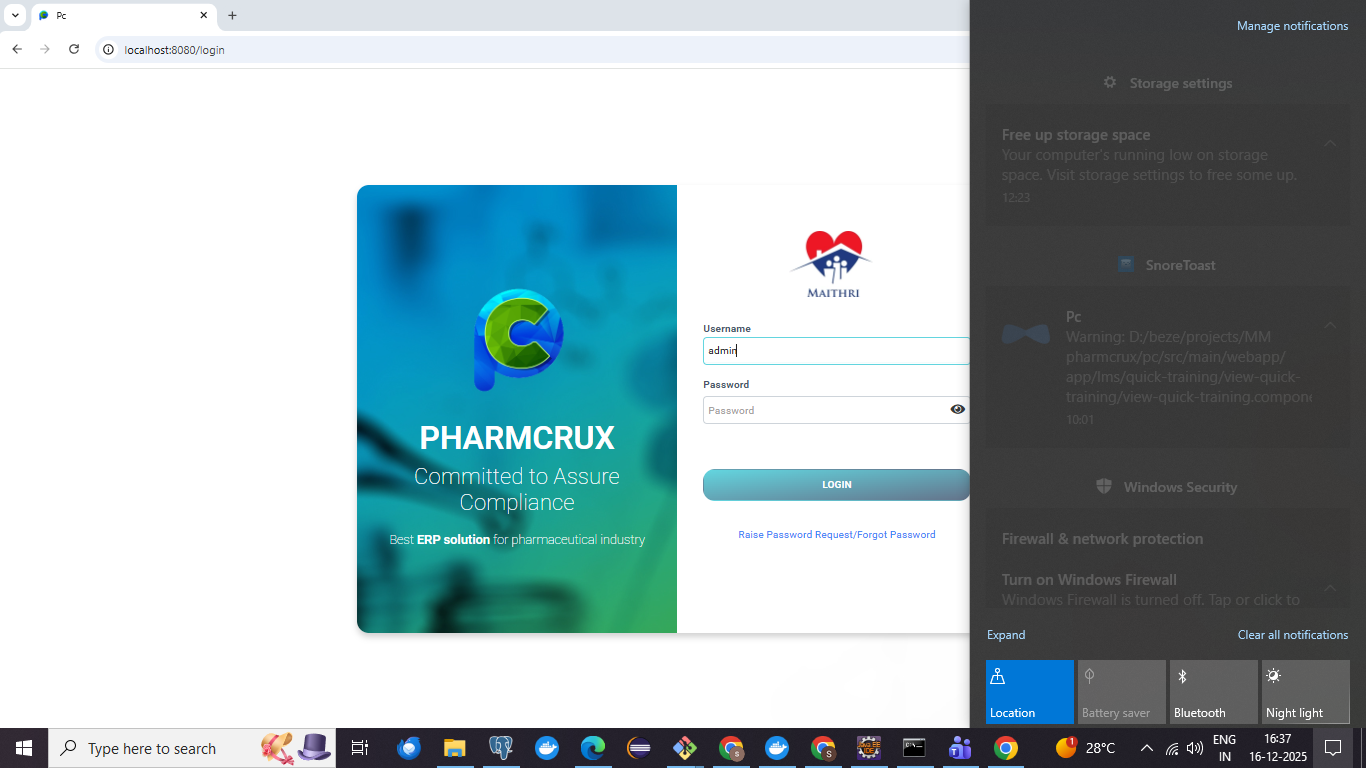 Pc
localhost:8080/login
PHARMCRUX
Committed to Assure
Compliance
Best ERP solution for pharmaceutical industry
MAITHRI
Username
admin
Password
Password
LOGIN
Raise Password Request/Forgot Password
Manage notifications
Storage settings
Free up storage space
Your computer's running low on storage
space. Visit storage settings to free some up.
12:23
SnoreToast
Pc
Warning: D:/beze/projects/MM
pharmcrux/pc/src/main/webapp/
app/lms/quick-training/view-quick-
training/view-quick-training.compone
10:01
Windows Security
Firewall & network protection
Turn on Windows Firewall
Windows Firewall is turned off. Tap or click to
Expand
Clear all notifications
Location
Battery saver
Bluetooth
Night light
Type here to search
1
28°C
ENG
IN
16:37
16-12-2025